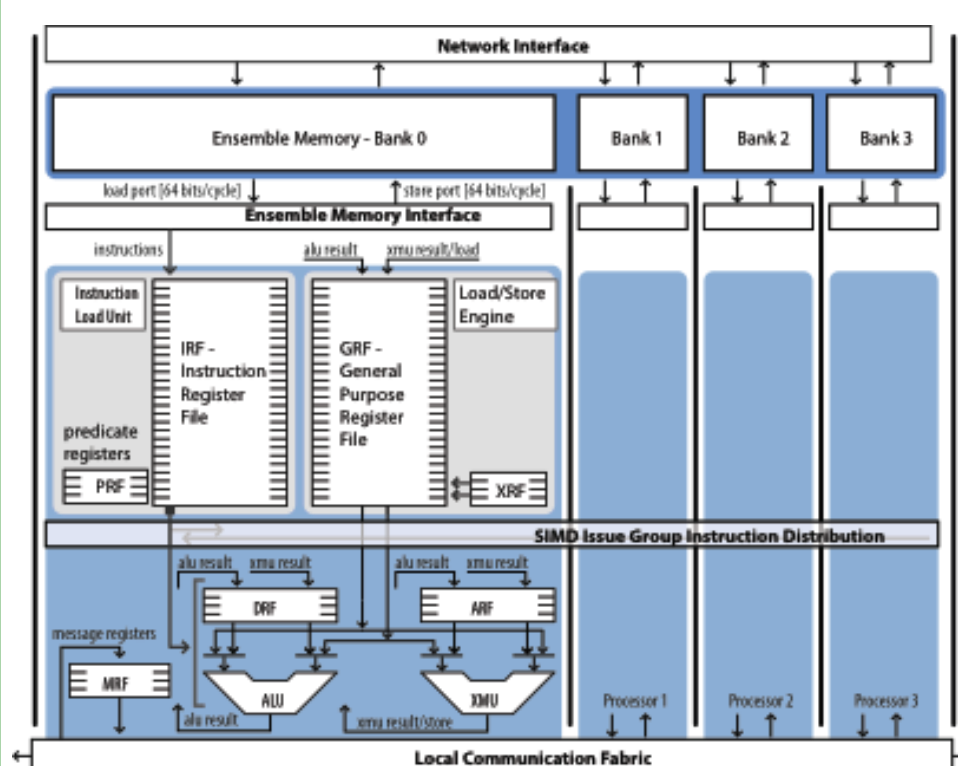 Network Interface
Ensemble Memory - Bank 0
Bank 1
Bank 2
Bank 3
load port [64 bits/cycle]
store port [64 bits/cycle]
Ensemble Memory Interface
instructions
alu result
xmu result/load
Instruction
Load Unit
Load/Store
Engine
IRF -
Instruction
Register
File
GRF -
General
Purpose
Register
File
predicate
registers
PRF
XRF
SIMD Issue Group Instruction Distribution
alu result
xmu result
alu result
xmu result
DRF
ARF
message registers
MRF
ALU
XMU
alu result
xmu result/store
Processor 1
Processor 2
Processor 3
Local Communication Fabric